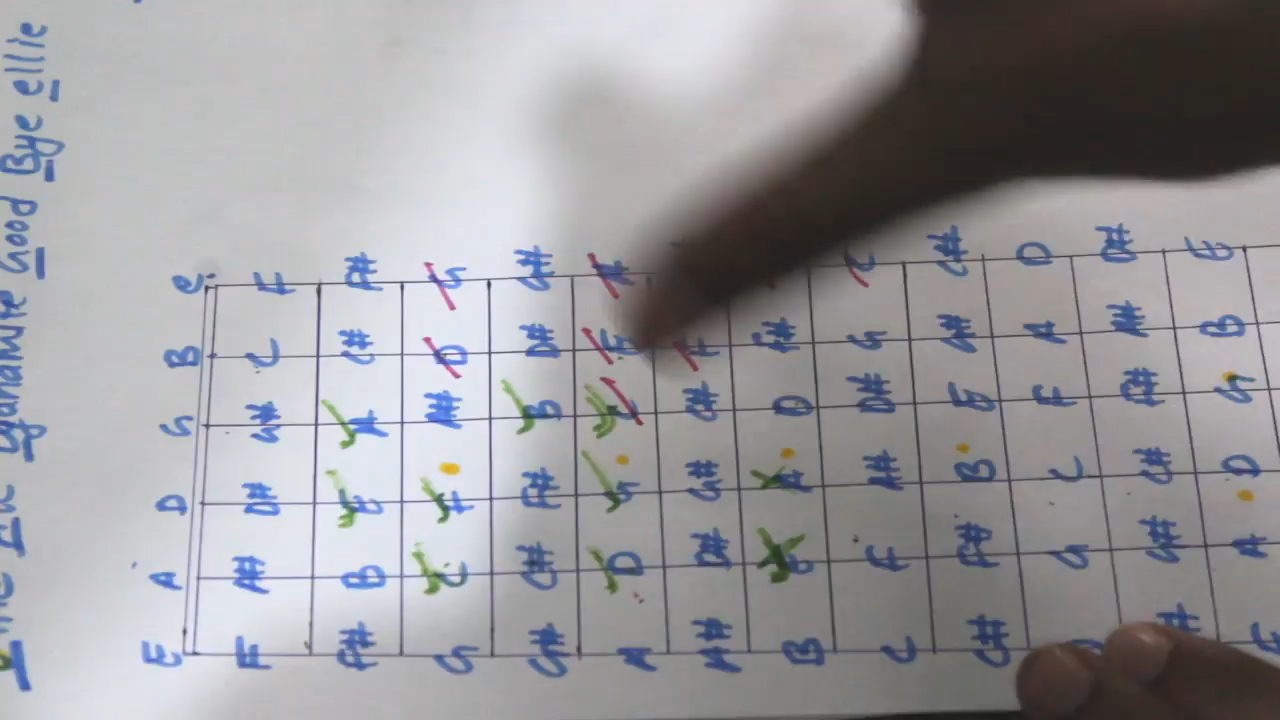 Dynamite Good Bye ellie
e F F# G G# A C C# D D# E
B C C# D D# E F F# G G# A A# B
G G# A A# B C C# D D# E F F# G
D D# E F F# G G# A A# B C C# D
A A# B C C# D D# E F F# G G# A
E F F# G G# A A# B C C#